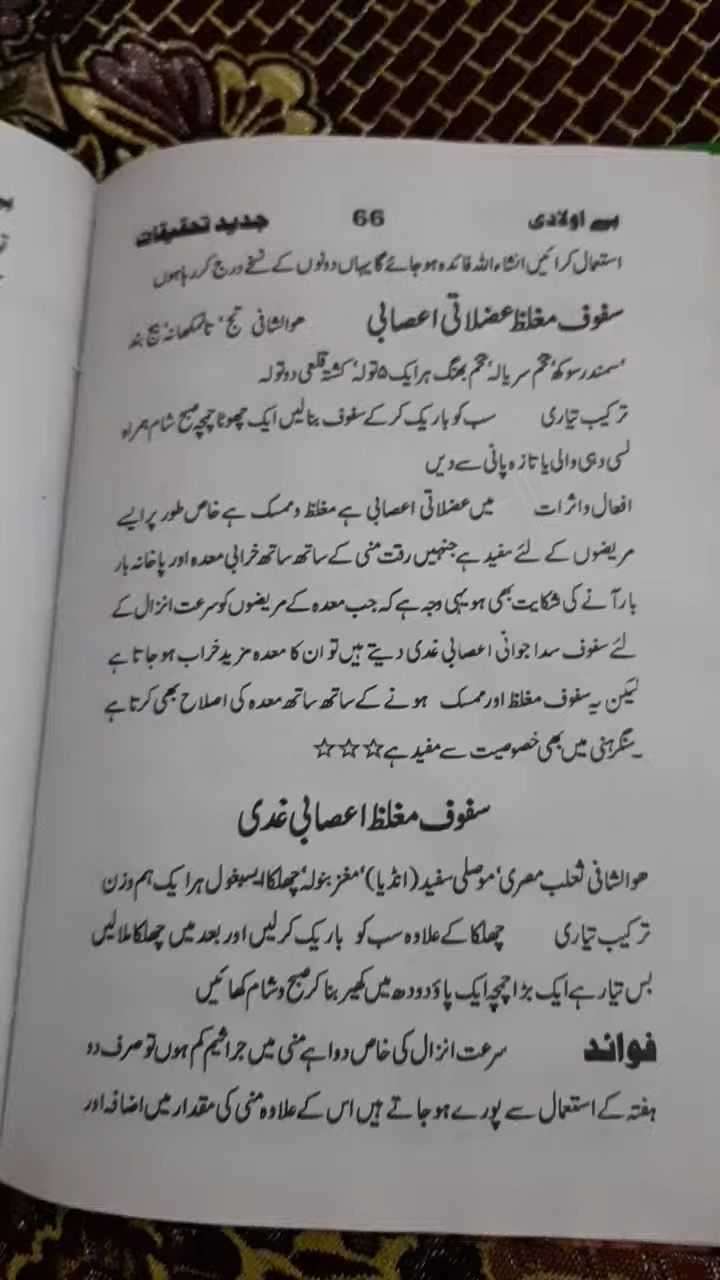 بے اولادی 66 جدید تحقیقات
استعمال کرائیں انشاء اللہ فائدہ ہو جائے گا یہاں دونوں کے نسخے درج کر رہا ہوں
سفوف مغلظ عضلاتی اعصابی ھوالشافی تج' تالمکھانہ' بیج بند
'سمندر سوکھ' تخم سریالہ' تخم بھنگ ہر ایک ۵ تولہ' کشتہ قلعی دو تولہ
ترکیب تیاری سب کو باریک کر کے سفوف بنالیں ایک چھوٹا چمچہ صبح شام ہمراہ
لسی دہی والی یا تازہ پانی سے دیں
افعال و اثرات میں عضلاتی اعصابی ہے مغلظ و ممسک ہے خاص طور پر ایسے
مریضوں کے لئے مفید ہے جنہیں رقت منی کے ساتھ ساتھ خرابی معدہ اور پاخانہ بار
بار آنے کی شکایت بھی ہو یہی وجہ ہے کہ جب معدہ کے مریضوں کو سرعت انزال کے
لئے سفوف سدا جوانی اعصابی غدی دیتے ہیں تو ان کا معدہ مزید خراب ہو جاتا ہے
لیکن یہ سفوف مغلظ اور ممسک ہونے کے ساتھ ساتھ معدہ کی اصلاح بھی کرتا ہے
۔سنگرہنی میں بھی خصوصیت سے مفید ہے ☆☆☆
سفوف مغلظ اعصابی غدی
ھوالشافی ثعلب مصری' موصلی سفید (انڈیا)' مغز بنولہ' چھلکا اسپغول ہر ایک ہم وزن
ترکیب تیاری چھلکا کے علاوہ سب کو باریک کرلیں اور بعد میں چھلکا ملالیں
بس تیار ہے ایک بڑا چمچہ ایک پاؤ دودھ میں کھیر بنا کر صبح و شام کھائیں
فوائد سرعت انزال کی خاص دوا ہے منی میں جراثیم کم ہوں تو صرف دو
ہفتہ کے استعمال سے پورے ہو جاتے ہیں اس کے علاوہ منی کی مقدار میں اضافہ اور